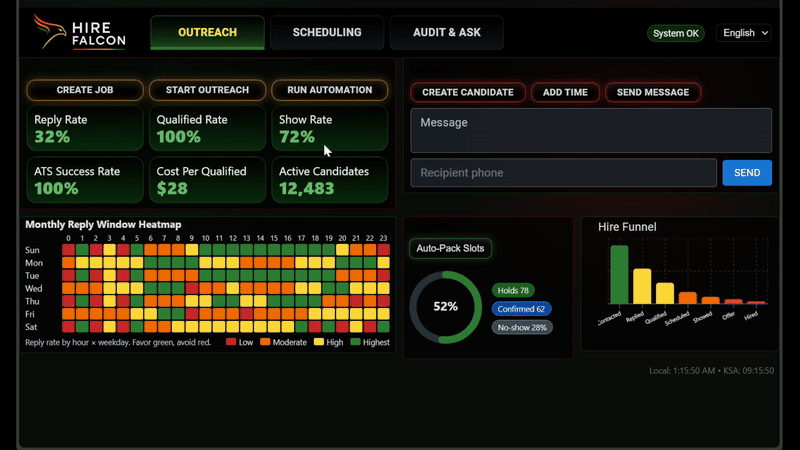 HIRE
FALCON
OUTREACH
SCHEDULING
AUDIT & ASK
System OK
English
CREATE JOB
START OUTREACH
RUN AUTOMATION
Reply Rate
32%
Qualified Rate
100%
Show Rate
72%
ATS Success Rate
100%
Cost Per Qualified
$28
Active Candidates
12,483
CREATE CANDIDATE
ADD TIME
SEND MESSAGE
Message
Recipient phone
SEND
Monthly Reply Window Heatmap
0 1 2 3 4 5 6 7 8 9 10 11 12 13 14 15 16 17 18 19 20 21 22 23
Sun
Mon
Tue
Wed
Thu
Fri
Sat
Reply rate by hour × weekday. Favor green, avoid red.
Low
Moderate
High
Highest
Auto-Pack Slots
52%
Holds 78
Confirmed 62
No-show 28%
Hire Funnel
Contacted
Replied
Qualified
Scheduled
Showed
Offer
Hired
Local: 1:15:50 AM • KSA: 09:15:50